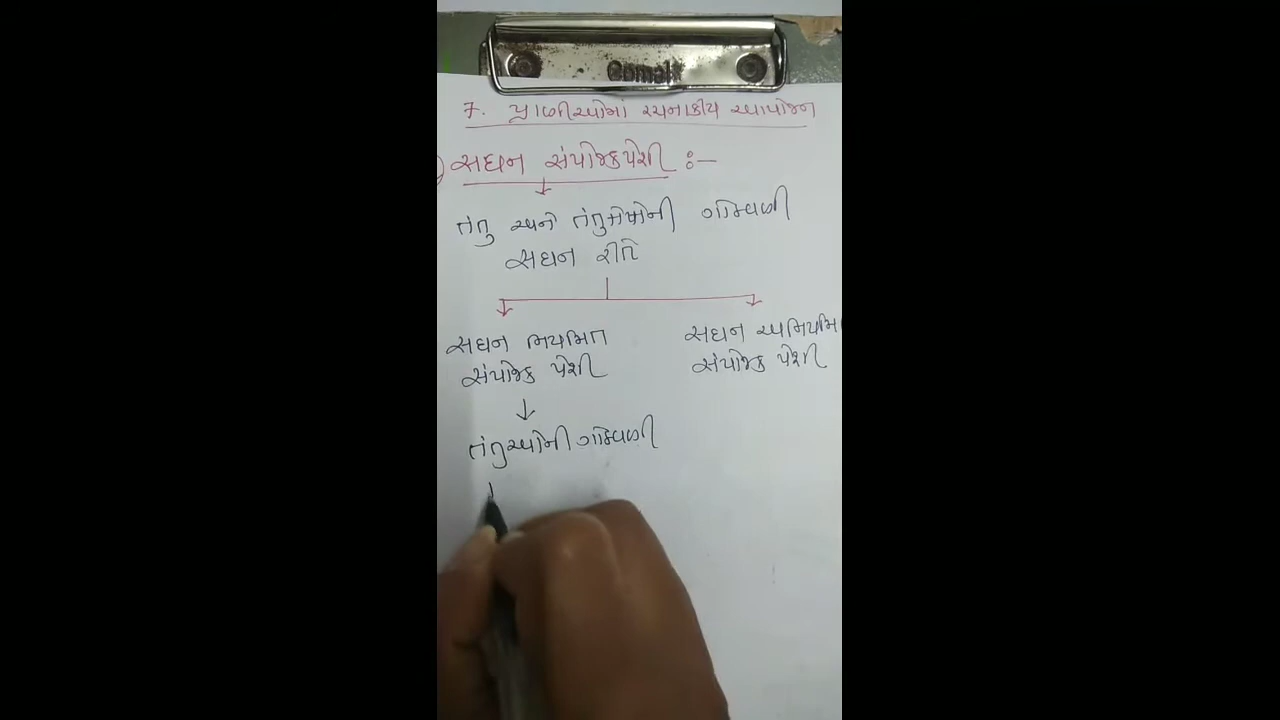 Comak
7. પ્રાણીઓમાં રચનાકીય આયોજન
સઘન સંયોજકપેશી :–
તંતુ અને તંતુકોષોની ગોઠવણી
સઘન રીતે
સઘન નિયમિત
સંયોજક પેશી
સઘન અનિયમિ
સંયોજક પેશી
તંતુઓની ગોઠવણી